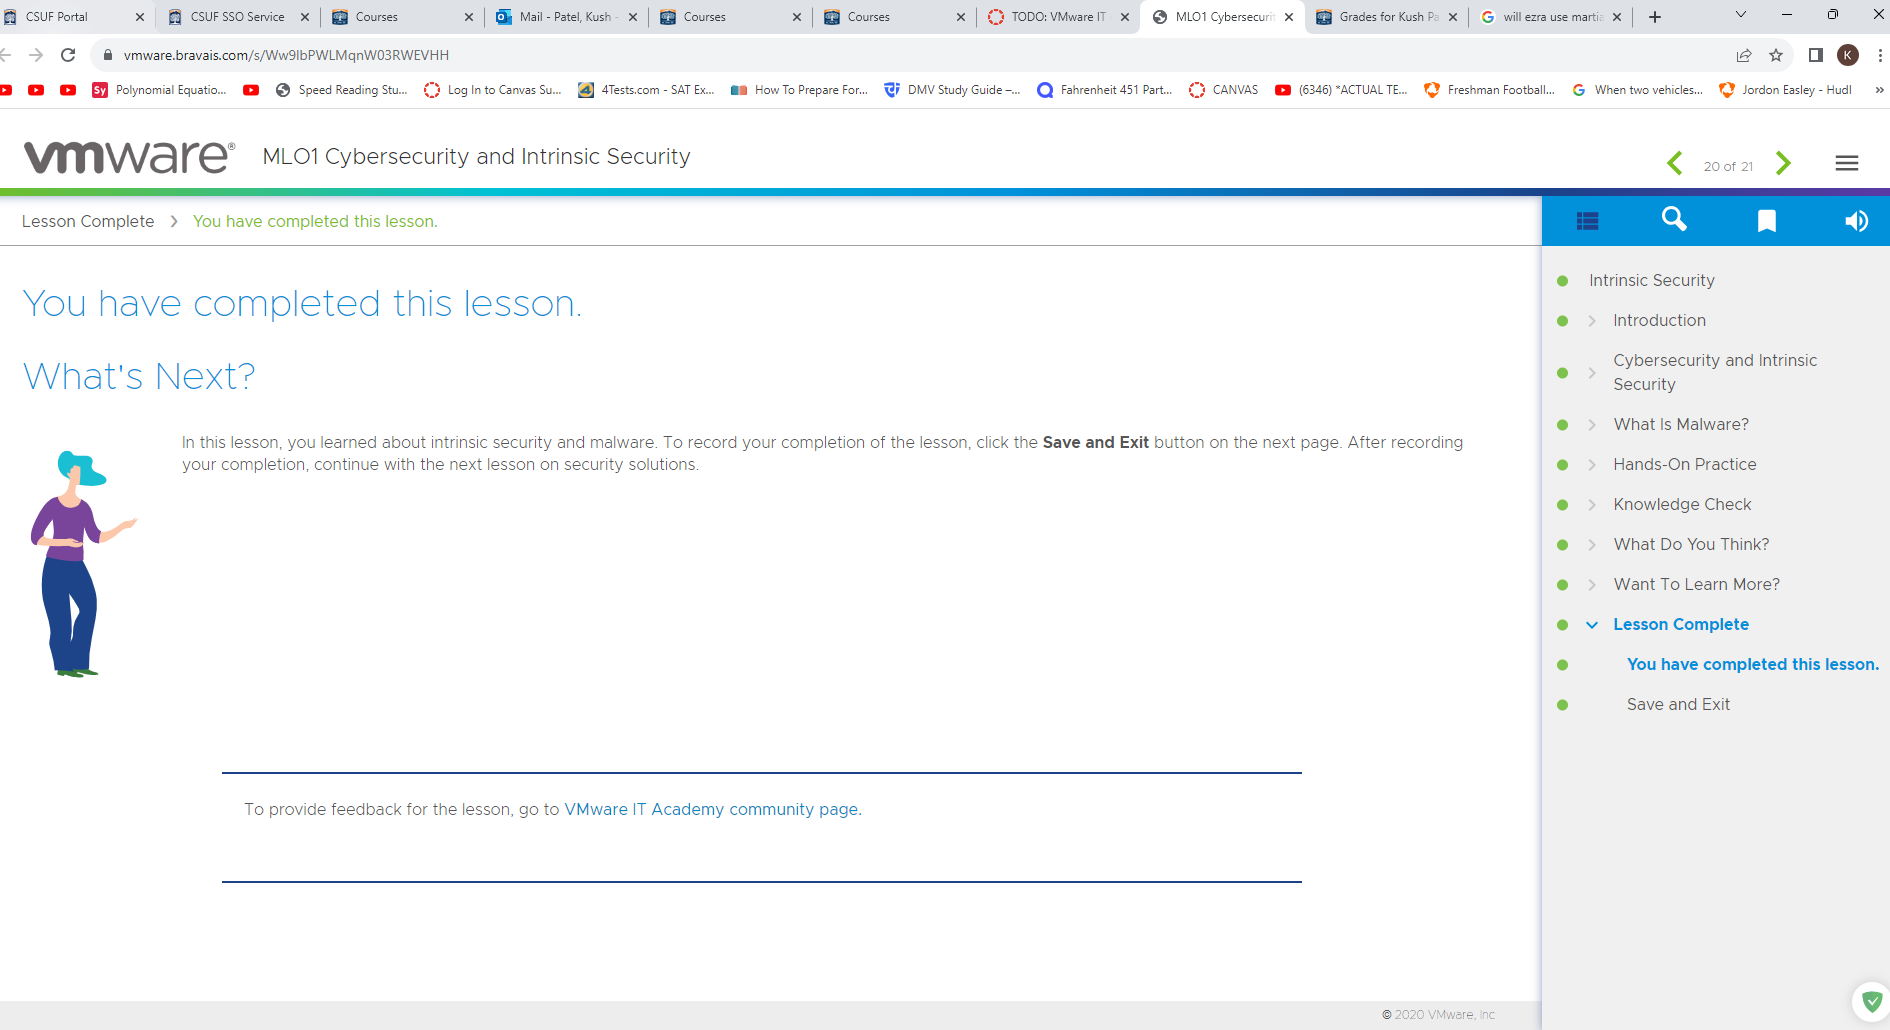 CSUF Portal
CSUF SSO Service
Courses
Mail - Patel, Kush -
Courses
Courses
TODO: VMware IT
MLO1 Cybersecurit
Grades for Kush Pa
will ezra use martia
vmware.bravais.com/s/Ww9lbPWLMqnW03RWEVHH
K
Sy Polynomial Equatio...
Speed Reading Stu...
Log In to Canvas Su...
4Tests.com - SAT Ex...
How To Prepare For...
DMV Study Guide –...
Fahrenheit 451 Part...
CANVAS
(6346) *ACTUAL TE...
Freshman Football...
When two vehicles...
Jordon Easley - Hudl
»
vmware® MLO1 Cybersecurity and Intrinsic Security
20 of 21
Lesson Complete > You have completed this lesson.
You have completed this lesson.
What's Next?
In this lesson, you learned about intrinsic security and malware. To record your completion of the lesson, click the Save and Exit button on the next page. After recording
your completion, continue with the next lesson on security solutions.
To provide feedback for the lesson, go to VMware IT Academy community page.
Intrinsic Security
Introduction
Cybersecurity and Intrinsic
Security
What Is Malware?
Hands-On Practice
Knowledge Check
What Do You Think?
Want To Learn More?
Lesson Complete
You have completed this lesson.
Save and Exit
© 2020 VMware, Inc